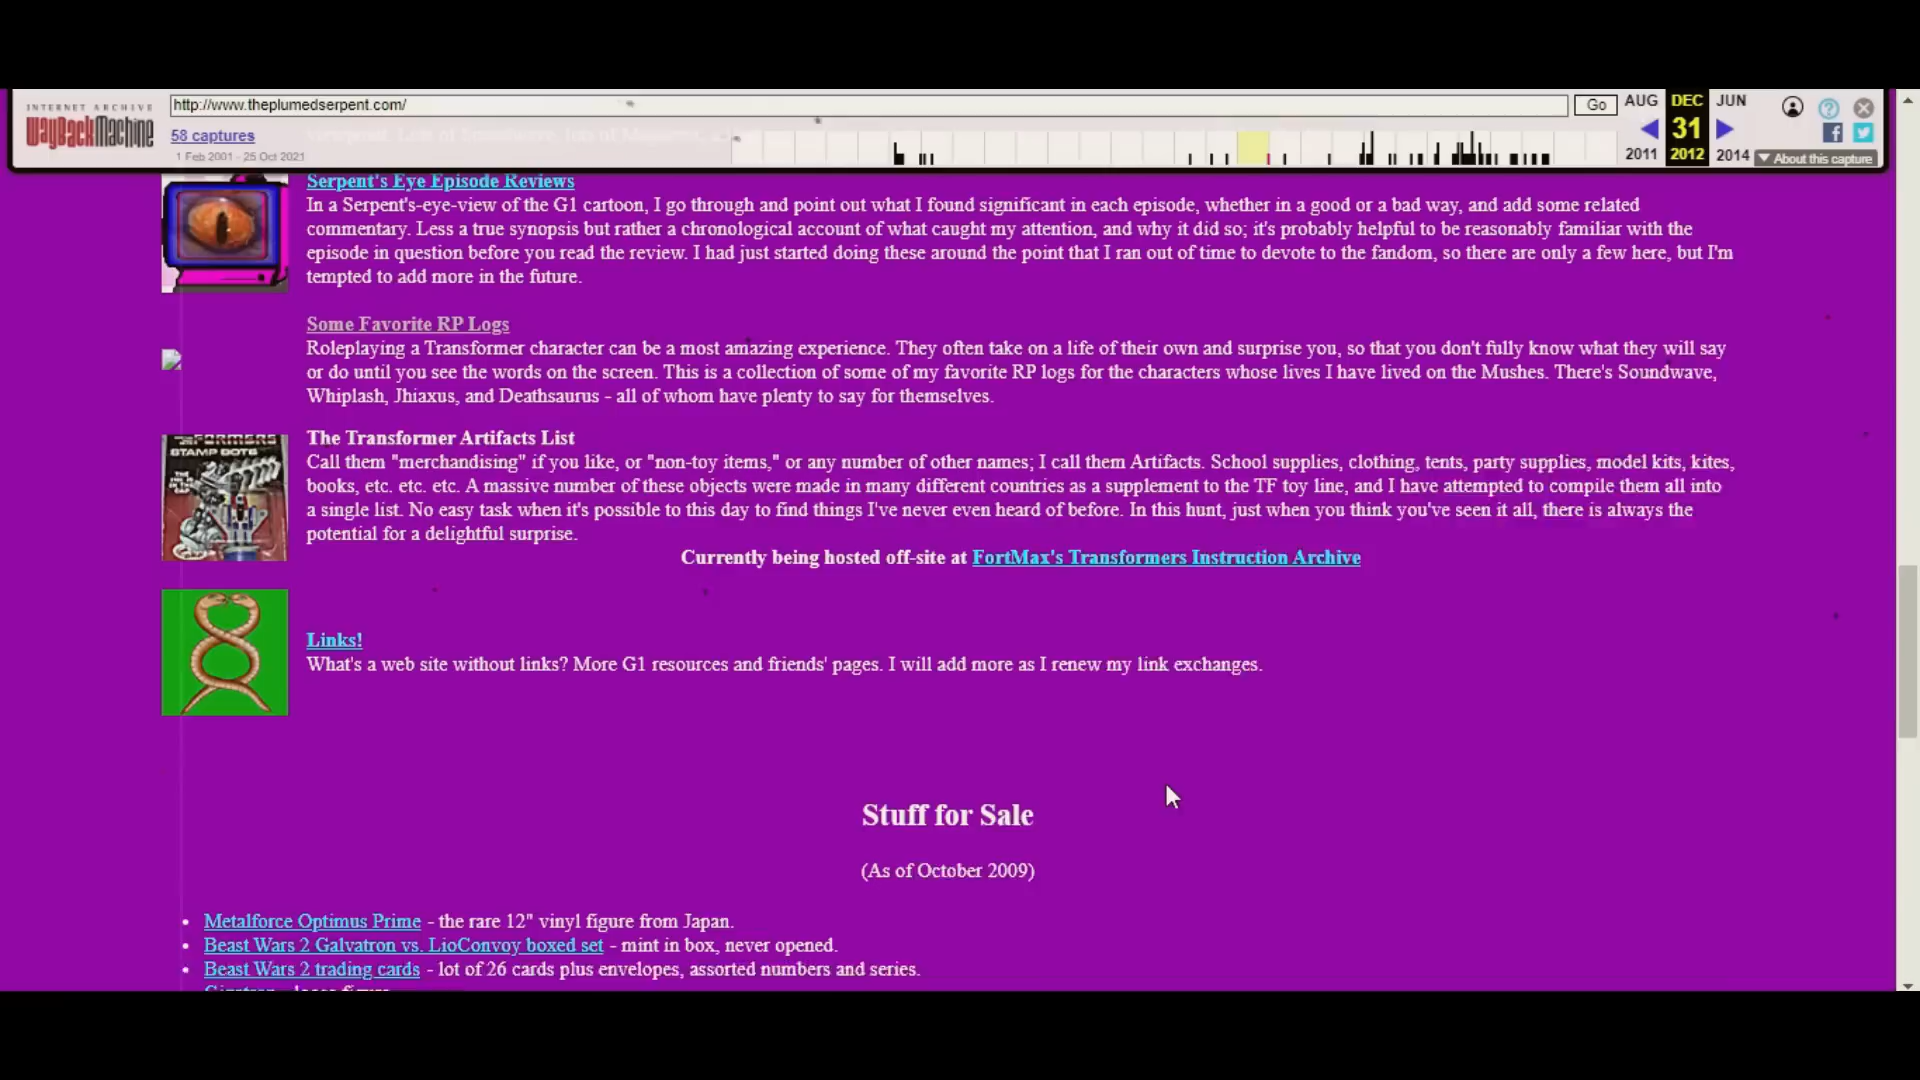 INTERNET ARCHIVE
WayBackMachine
http://www.theplumedserpent.com/
Go
AUG
DEC
JUN
58 captures
31
1 Feb 2001 - 25 Oct 2021
2011
2012
2014
About this capture
Serpent's Eye Episode Reviews
In a Serpent's-eye-view of the G1 cartoon, I go through and point out what I found significant in each episode, whether in a good or a bad way, and add some related
commentary. Less a true synopsis but rather a chronological account of what caught my attention, and why it did so; it's probably helpful to be reasonably familiar with the
episode in question before you read the review. I had just started doing these around the point that I ran out of time to devote to the fandom, so there are only a few here, but I'm
tempted to add more in the future.
Some Favorite RP Logs
Roleplaying a Transformer character can be a most amazing experience. They often take on a life of their own and surprise you, so that you don't fully know what they will say
or do until you see the words on the screen. This is a collection of some of my favorite RP logs for the characters whose lives I have lived on the Mushes. There's Soundwave,
Whiplash, Jhiaxus, and Deathsaurus - all of whom have plenty to say for themselves.
STAMP DOTS
The Transformer Artifacts List
Call them "merchandising" if you like, or "non-toy items," or any number of other names; I call them Artifacts. School supplies, clothing, tents, party supplies, model kits, kites,
books, etc. etc. etc. A massive number of these objects were made in many different countries as a supplement to the TF toy line, and I have attempted to compile them all into
a single list. No easy task when it's possible to this day to find things I've never even heard of before. In this hunt, just when you think you've seen it all, there is always the
potential for a delightful surprise.
Currently being hosted off-site at FortMax's Transformers Instruction Archive
Links!
What's a web site without links? More G1 resources and friends' pages. I will add more as I renew my link exchanges.
Stuff for Sale
(As of October 2009)
Metalforce Optimus Prime - the rare 12" vinyl figure from Japan.
Beast Wars 2 Galvatron vs. LioConvoy boxed set - mint in box, never opened.
Beast Wars 2 trading cards - lot of 26 cards plus envelopes, assorted numbers and series.